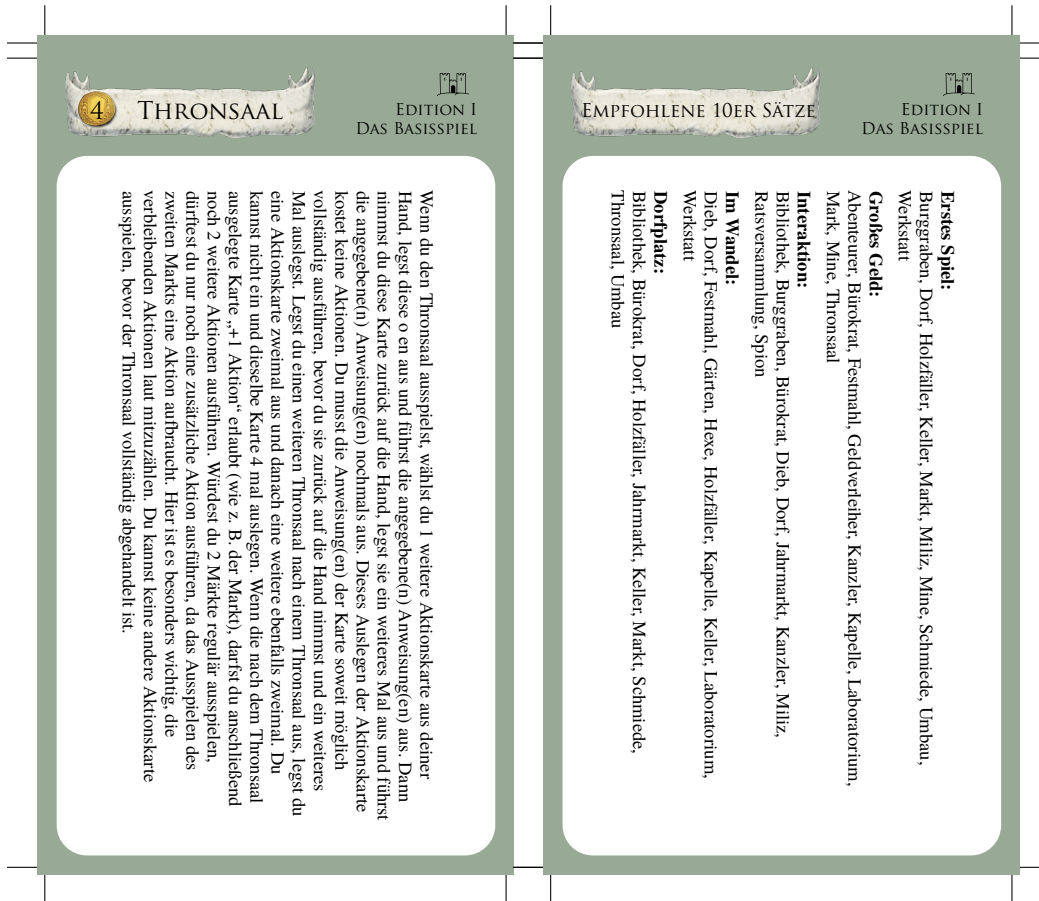 4 THRONSAAL
EDITION I
DAS BASISSPIEL
Wenn du den Thronsaal ausspielst, wählst du 1 weitere Aktionskarte aus deiner
Hand, legst diese o en aus und führst die angegebene(n) Anweisung(en) aus. Dann
nimmst du diese Karte zurück auf die Hand, legst sie ein weiteres Mal aus und führst
die angegebene(n) Anweisung(en) nochmals aus. Dieses Auslegen der Aktionskarte
kostet keine Aktionen. Du musst die Anweisung(en) der Karte soweit möglich
vollständig ausführen, bevor du sie zurück auf die Hand nimmst und ein weiteres
Mal auslegst. Legst du einen weiteren Thronsaal nach einem Thronsaal aus, legst du
eine Aktionskarte zweimal aus und danach eine weitere ebenfalls zweimal. Du
kannst nicht ein und dieselbe Karte 4 mal auslegen. Wenn die nach dem Thronsaal
ausgelegte Karte „+1 Aktion“ erlaubt (wie z. B. der Markt), darfst du anschließend
noch 2 weitere Aktionen ausführen. Würdest du 2 Märkte regulär ausspielen,
dürftest du nur noch eine zusätzliche Aktion ausführen, da das Ausspielen des
zweiten Markts eine Aktion aufbraucht. Hier ist es besonders wichtig, die
verbleibenden Aktionen laut mitzuzählen. Du kannst keine andere Aktionskarte
ausspielen, bevor der Thronsaal vollständig abgehandelt ist.
EMPFOHLENE 10ER SÄTZE
EDITION I
DAS BASISSPIEL
Erstes Spiel:
Burggraben, Dorf, Holzfäller, Keller, Markt, Miliz, Mine, Schmiede, Umbau,
Werkstatt
Großes Geld:
Abenteurer, Bürokrat, Festmahl, Geldverleiher, Kanzler, Kapelle, Laboratorium,
Mark, Mine, Thronsaal
Interaktion:
Bibliothek, Burggraben, Bürokrat, Dieb, Dorf, Jahrmarkt, Kanzler, Miliz,
Ratsversammlung, Spion
Im Wandel:
Dieb, Dorf, Festmahl, Gärten, Hexe, Holzfäller, Kapelle, Keller, Laboratorium,
Werkstatt
Dorfplatz:
Bibliothek, Bürokrat, Dorf, Holzfäller, Jahrmarkt, Keller, Markt, Schmiede,
Thronsaal, Umbau